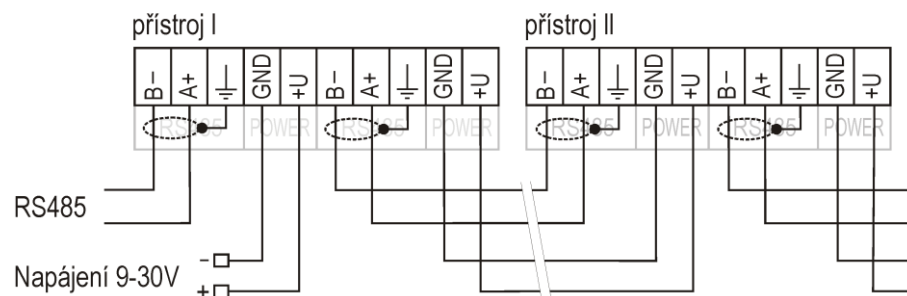 přístroj I
přístroj II
B− A+ GND +U B− A+ GND +U
B− A+ GND +U B− A+ GND +U
RS485 POWER RS485 POWER
RS485 POWER RS485 POWER
RS485
−
Napájení 9-30V
+